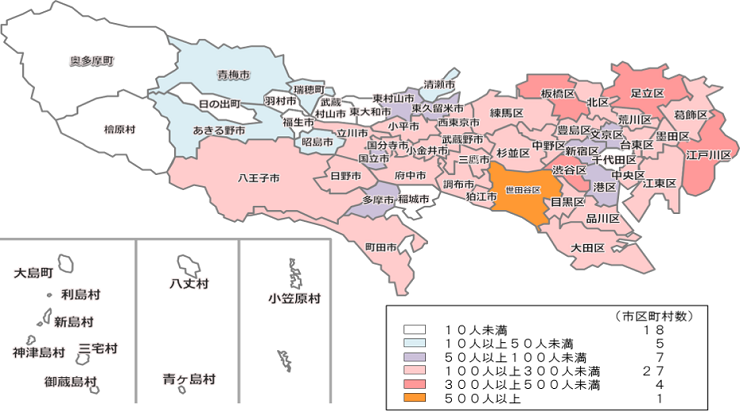 奥多摩町
青梅市
瑞穂町
日の出町
羽村市
武蔵
村山市
東大和市
東村山市
清瀬市
東久留米市
檜原村
あきる野市
福生市
昭島市
立川市
小平市
西東京市
国分寺市
国立市
小金井市
武蔵野市
三鷹市
八王子市
日野市
府中市
調布市
狛江市
多摩市
稲城市
町田市
板橋区
北区
足立区
葛飾区
練馬区
豊島区
文京区
荒川区
台東区
墨田区
江戸川区
杉並区
中野区
新宿区
千代田区
中央区
江東区
渋谷区
港区
世田谷区
目黒区
品川区
大田区
大島町
利島村
新島村
神津島村
三宅村
御蔵島村
八丈村
青ヶ島村
小笠原村
（市区町村数）
１０人未満 １８
１０人以上５０人未満 ５
５０人以上１００人未満 ７
１００人以上３００人未満 ２７
３００人以上５００人未満 ４
５００人以上 １